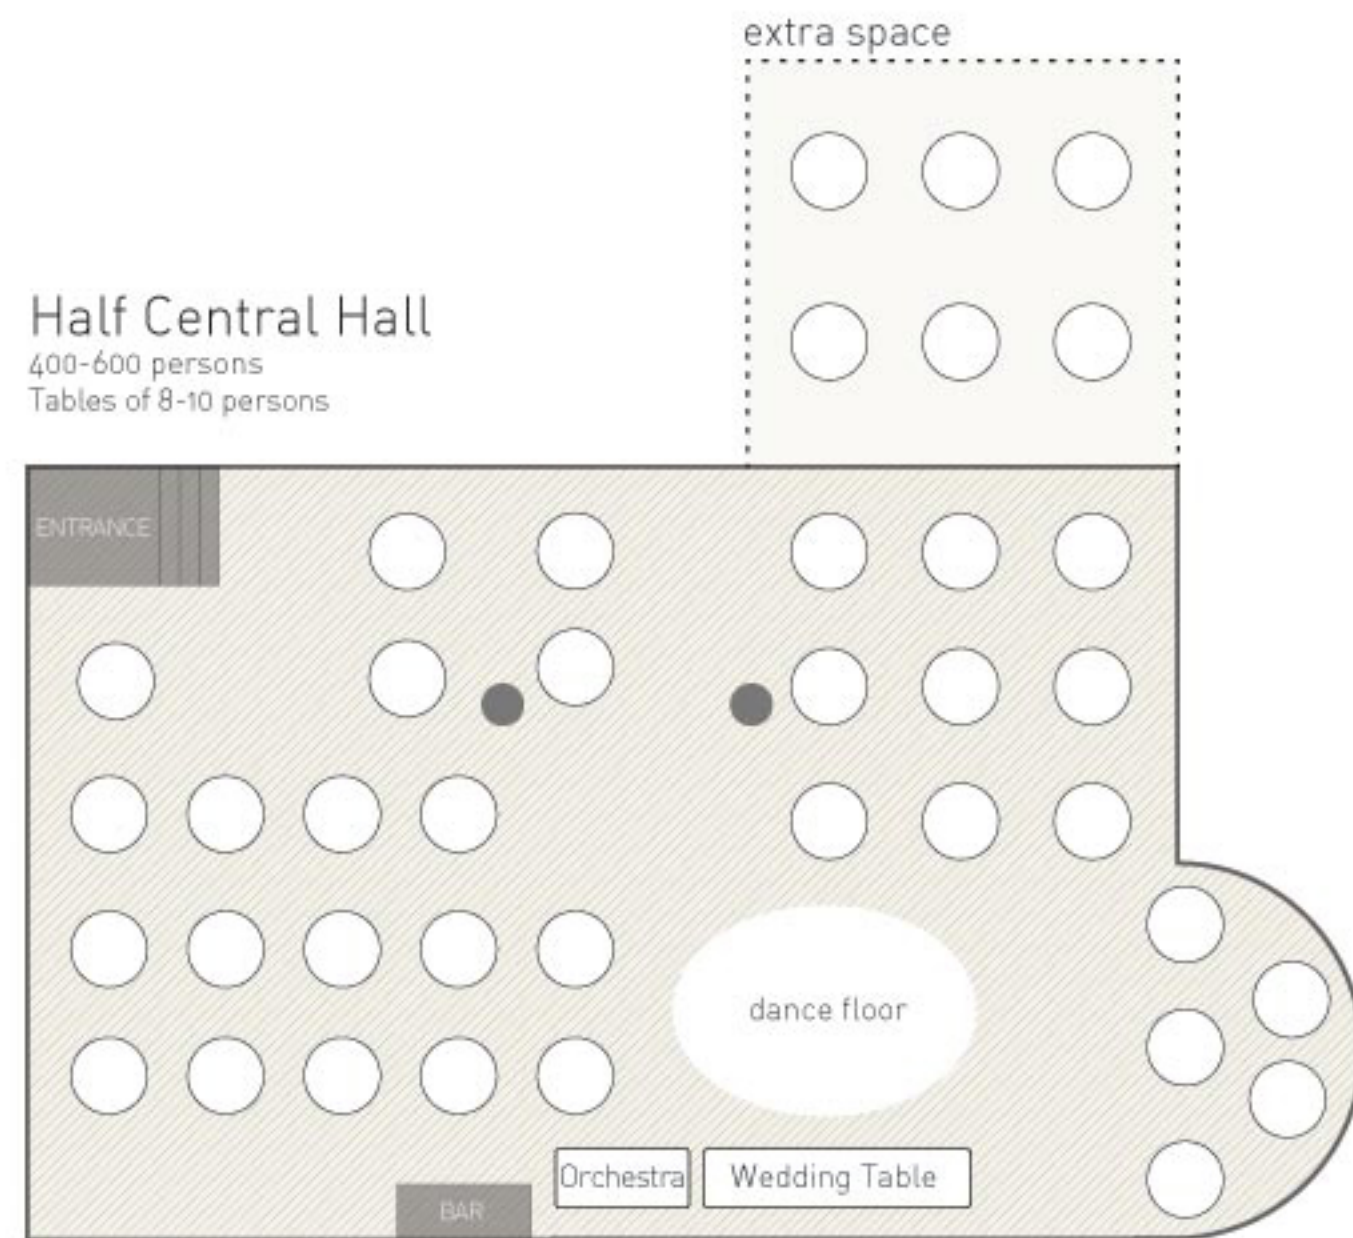 extra space
Half Central Hall
400-600 persons
Tables of 8-10 persons
ENTRANCE
dance floor
Orchestra
Wedding Table
BAR